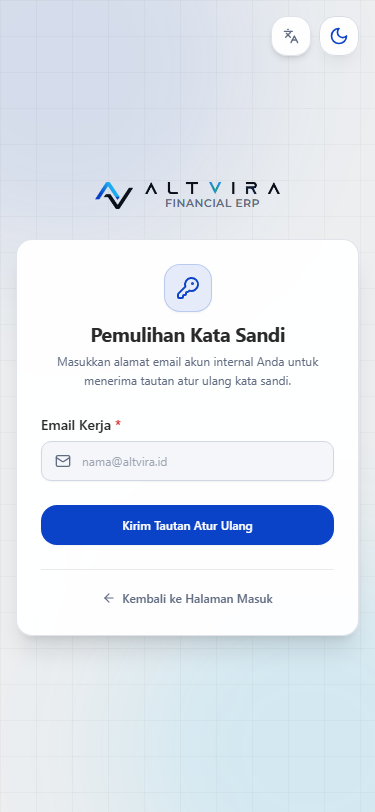 ALTVIRA
FINANCIAL ERP
Pemulihan Kata Sandi
Masukkan alamat email akun internal Anda untuk
menerima tautan atur ulang kata sandi.
Email Kerja *
nama@altvira.id
Kirim Tautan Atur Ulang
Kembali ke Halaman Masuk